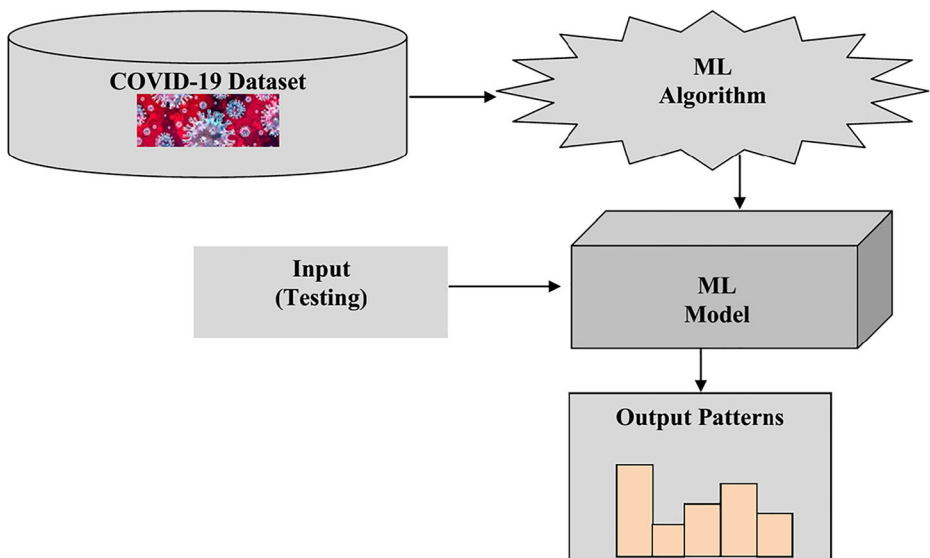 COVID-19 Dataset
ML
Algorithm
Input
(Testing)
ML
Model
Output Patterns